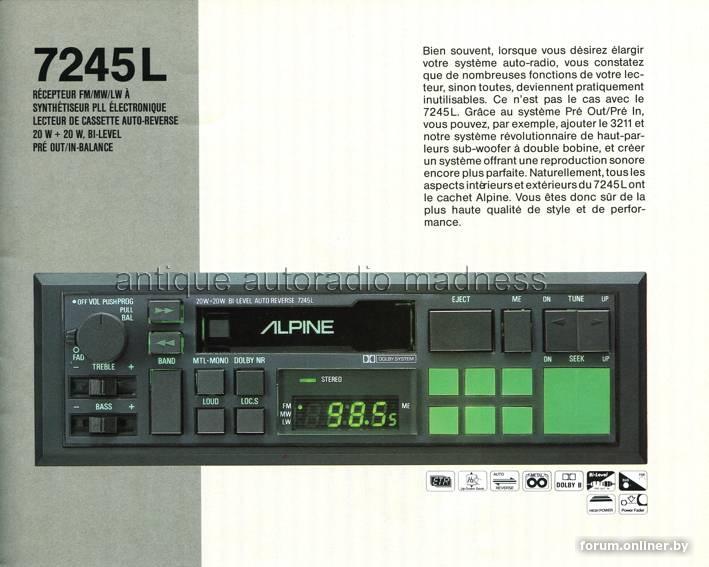 7245L
RÉCEPTEUR FM/MW/LW À
SYNTHÉTISEUR PLL ÉLECTRONIQUE
LECTEUR DE CASSETTE AUTO-REVERSE
20 W + 20 W, BI-LEVEL
PRÉ OUT/IN-BALANCE
Bien souvent, lorsque vous désirez élargir
votre système auto-radio, vous constatez
que de nombreuses fonctions de votre lec-
teur, sinon toutes, deviennent pratiquement
inutilisables. Ce n'est pas le cas avec le
7245L. Grâce au système Pré Out/Pré In,
vous pouvez, par exemple, ajouter le 3211 et
notre système révolutionnaire de haut-par-
leurs sub-woofer à double bobine, et créer
un système offrant une reproduction sonore
encore plus parfaite. Naturellement, tous les
aspects intérieurs et extérieurs du 7245L ont
le cachet Alpine. Vous êtes donc sûr de la
plus haute qualité de style et de perfor-
mance.
antique autoradio madness
OFF VOL PUSH PROG
PULL
BAL
FAD
− TREBLE +
− BASS +
BAND
20W+20W BI-LEVEL AUTO REVERSE 7245L
ALPINE
MTL-MONO DOLBY NR
DOLBY SYSTEM
LOUD LOC.S
STEREO
FM
MW
LW
98.5s
ME
EJECT ME ON TUNE UP
ON SEEK UP
AUTO
REVERSE
METAL
DOLBY B
Bi-Level
HIGH POWER
Power Fader
forum.onliner.by